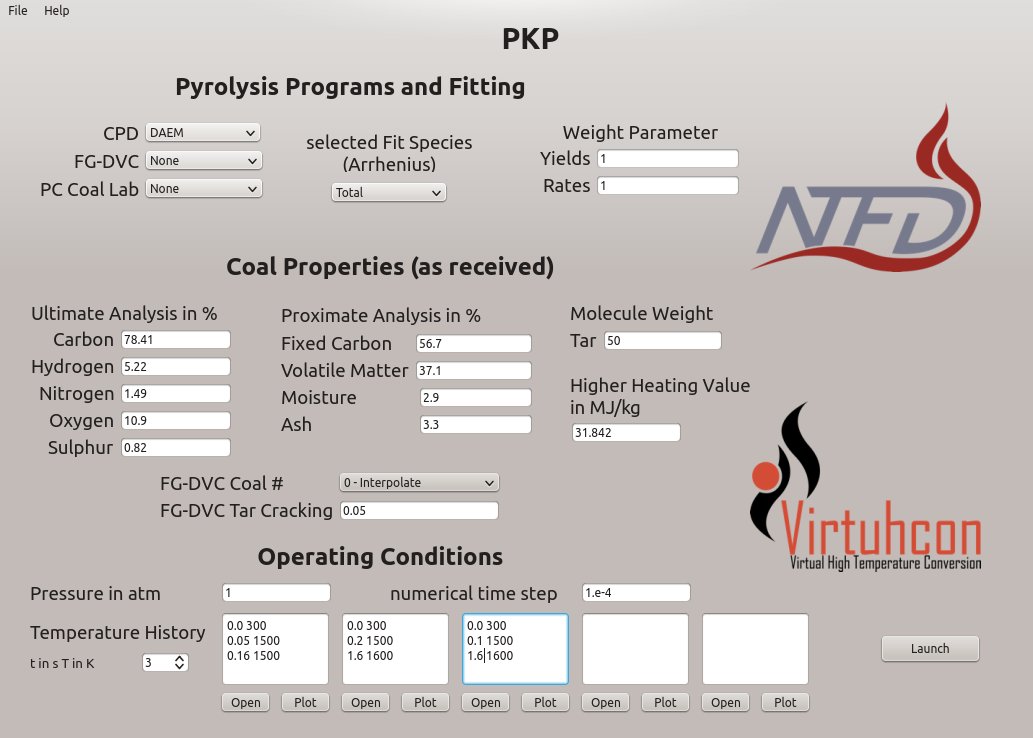 File Help
PKP
Pyrolysis Programs and Fitting
CPD DAEM
FG-DVC None
PC Coal Lab None
selected Fit Species
(Arrhenius)
Total
Weight Parameter
Yields 1
Rates 1
NTFD
Coal Properties (as received)
Ultimate Analysis in %
Carbon 78.41
Hydrogen 5.22
Nitrogen 1.49
Oxygen 10.9
Sulphur 0.82
Proximate Analysis in %
Fixed Carbon 56.7
Volatile Matter 37.1
Moisture 2.9
Ash 3.3
Molecule Weight
Tar 50
Higher Heating Value
in MJ/kg
31.842
FG-DVC Coal # 0 - Interpolate
FG-DVC Tar Cracking 0.05
Virtuhcon
Virtual High Temperature Conversion
Operating Conditions
Pressure in atm 1 numerical time step 1.e-4
Temperature History
t in s T in K 3
0.0 300
0.05 1500
0.16 1500
0.0 300
0.2 1500
1.6 1600
0.0 300
0.1 1500
1.6 1600
Launch
Open Plot Open Plot Open Plot Open Plot Open Plot